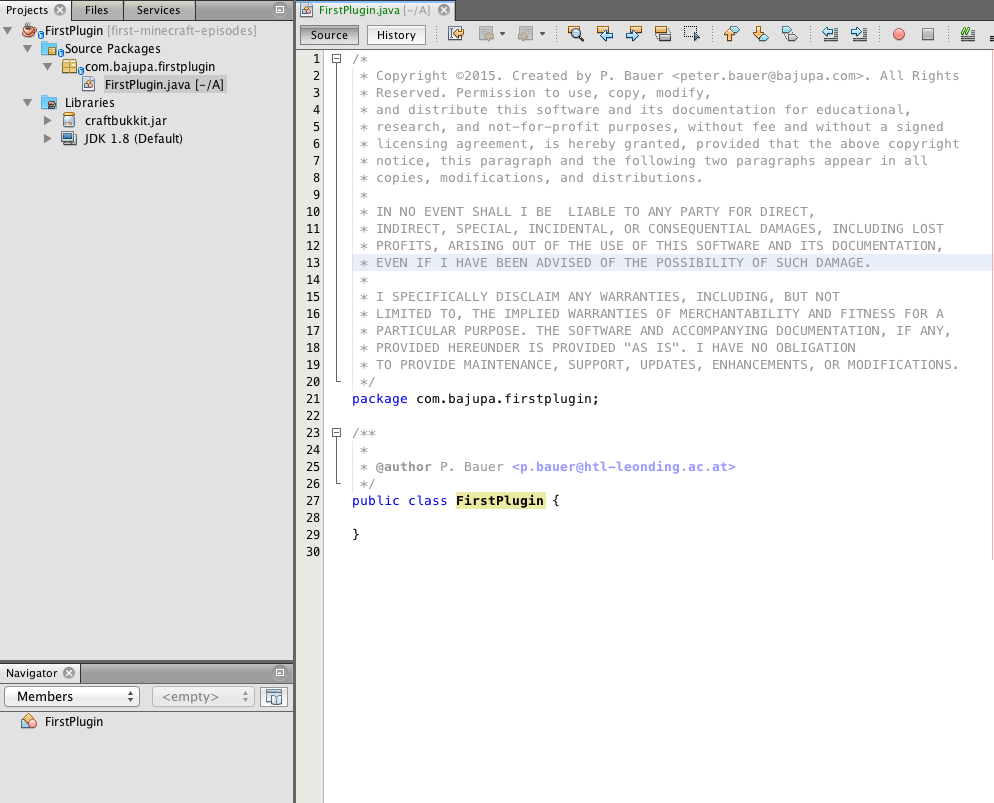 Projects Files Services
FirstPlugin [first-minecraft-episodes]
Source Packages
com.bajupa.firstplugin
FirstPlugin.java [-/A]
Libraries
craftbukkit.jar
JDK 1.8 (Default)
Navigator
Members <empty>
FirstPlugin
FirstPlugin.java [-/A]
Source History
1 /*
2 * Copyright ©2015. Created by P. Bauer <peter.bauer@bajupa.com>. All Rights
3 * Reserved. Permission to use, copy, modify,
4 * and distribute this software and its documentation for educational,
5 * research, and not-for-profit purposes, without fee and without a signed
6 * licensing agreement, is hereby granted, provided that the above copyright
7 * notice, this paragraph and the following two paragraphs appear in all
8 * copies, modifications, and distributions.
9 *
10 * IN NO EVENT SHALL I BE  LIABLE TO ANY PARTY FOR DIRECT,
11 * INDIRECT, SPECIAL, INCIDENTAL, OR CONSEQUENTIAL DAMAGES, INCLUDING LOST
12 * PROFITS, ARISING OUT OF THE USE OF THIS SOFTWARE AND ITS DOCUMENTATION,
13 * EVEN IF I HAVE BEEN ADVISED OF THE POSSIBILITY OF SUCH DAMAGE.
14 *
15 * I SPECIFICALLY DISCLAIM ANY WARRANTIES, INCLUDING, BUT NOT
16 * LIMITED TO, THE IMPLIED WARRANTIES OF MERCHANTABILITY AND FITNESS FOR A
17 * PARTICULAR PURPOSE. THE SOFTWARE AND ACCOMPANYING DOCUMENTATION, IF ANY,
18 * PROVIDED HEREUNDER IS PROVIDED "AS IS". I HAVE NO OBLIGATION
19 * TO PROVIDE MAINTENANCE, SUPPORT, UPDATES, ENHANCEMENTS, OR MODIFICATIONS.
20 */
21 package com.bajupa.firstplugin;
22
23 /**
24 *
25 * @author P. Bauer <p.bauer@htl-leonding.ac.at>
26 */
27 public class FirstPlugin {
28
29 }
30